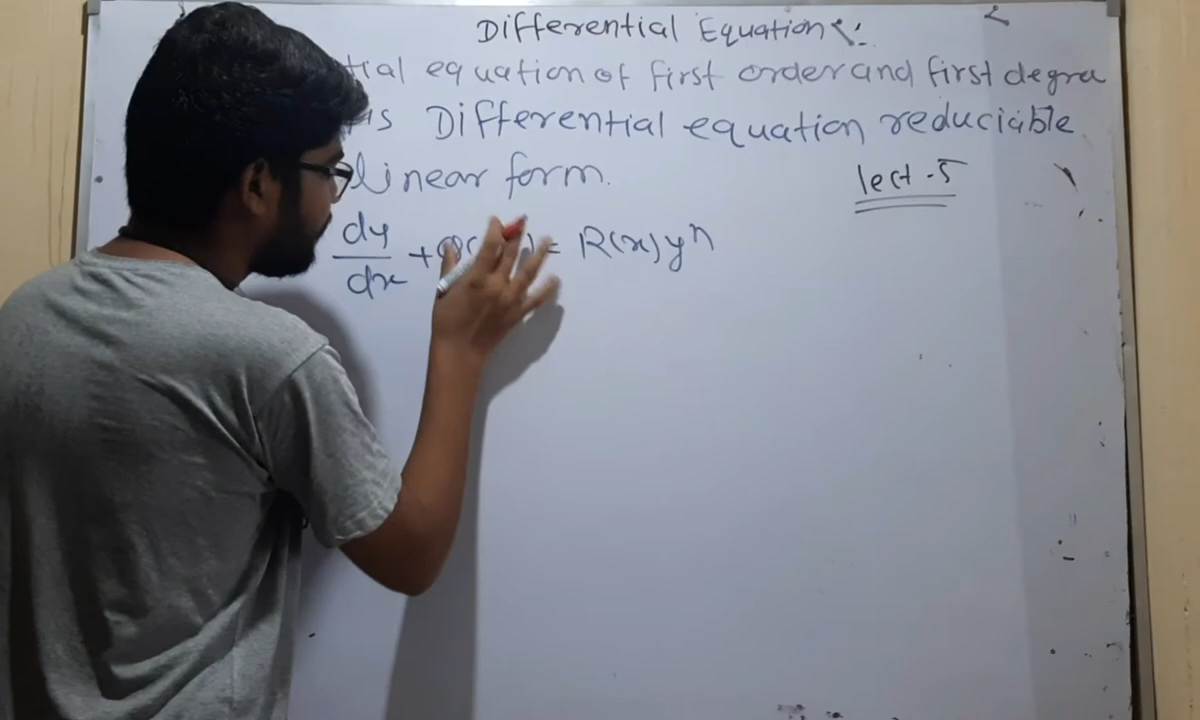 Differential Equation :-
tial equation of first order and first degree
Differential equation reduciable
linear form.
lect-5
dy/dx + = R(x) yⁿ